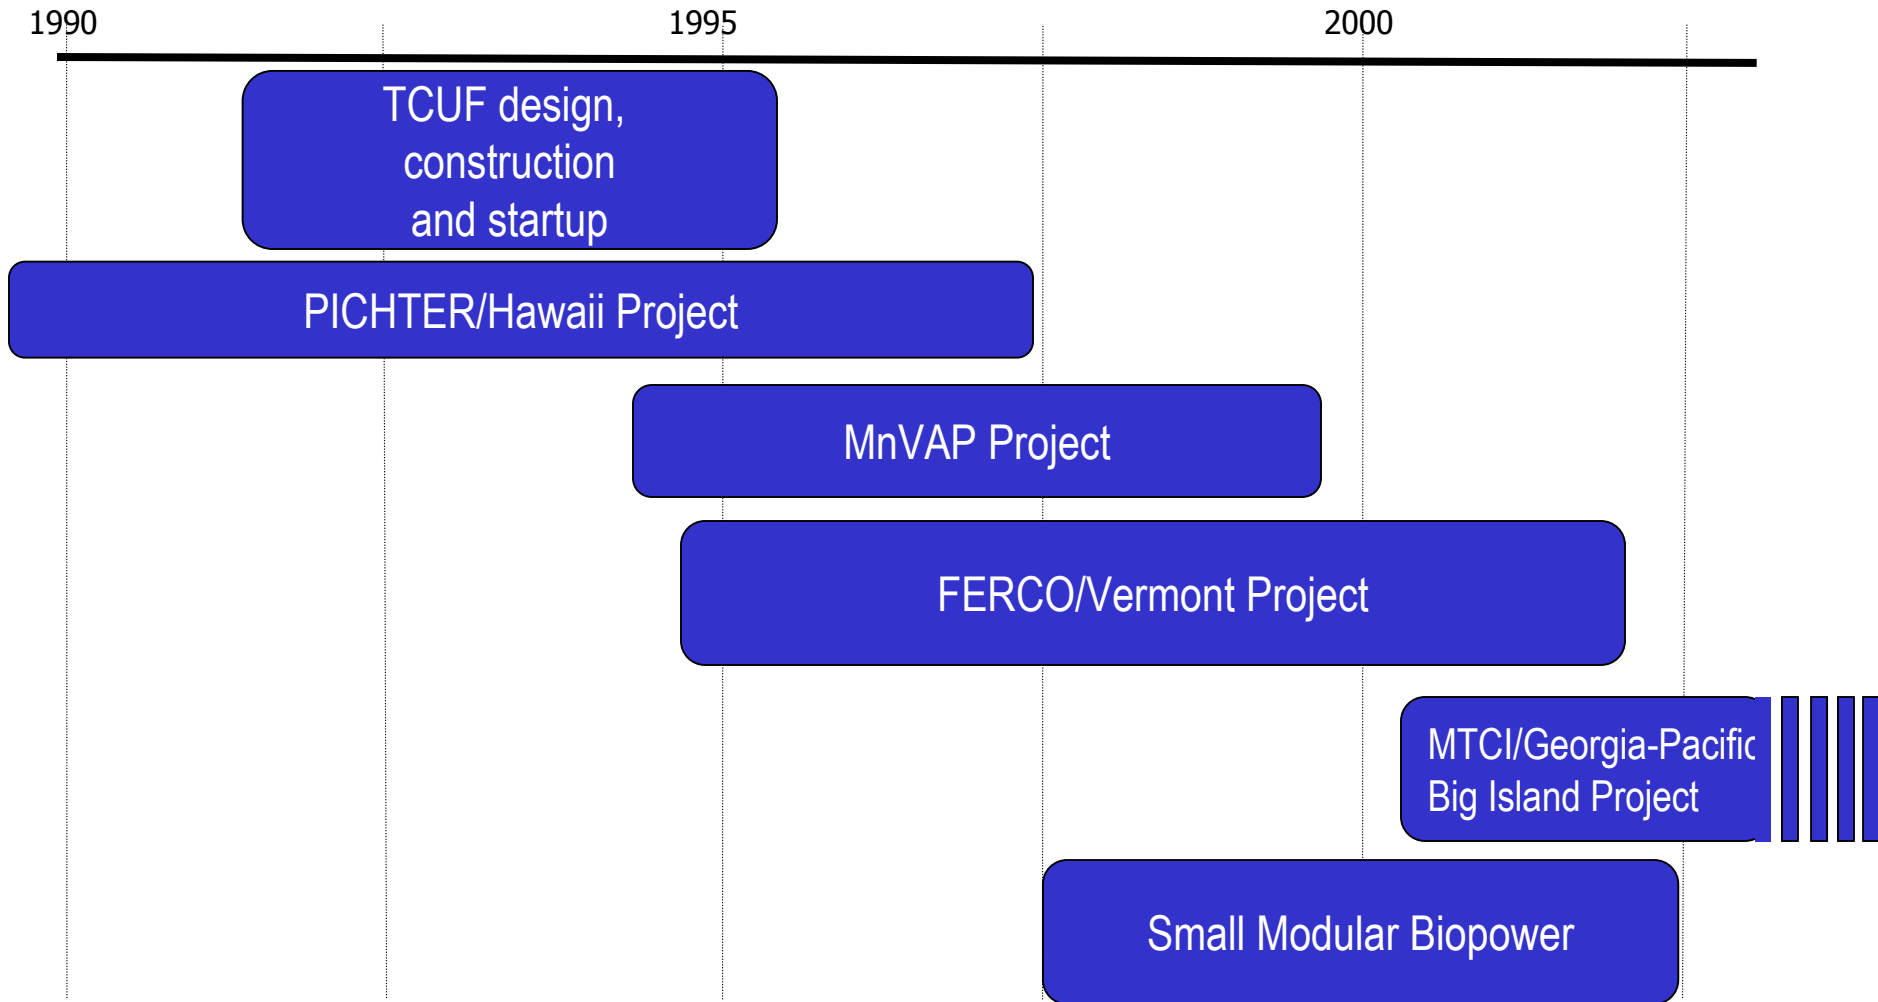 1990 1995 2000
TCUF design,
construction
and startup
PICHTER/Hawaii Project
MnVAP Project
FERCO/Vermont Project
MTCI/Georgia-Pacific
Big Island Project
Small Modular Biopower